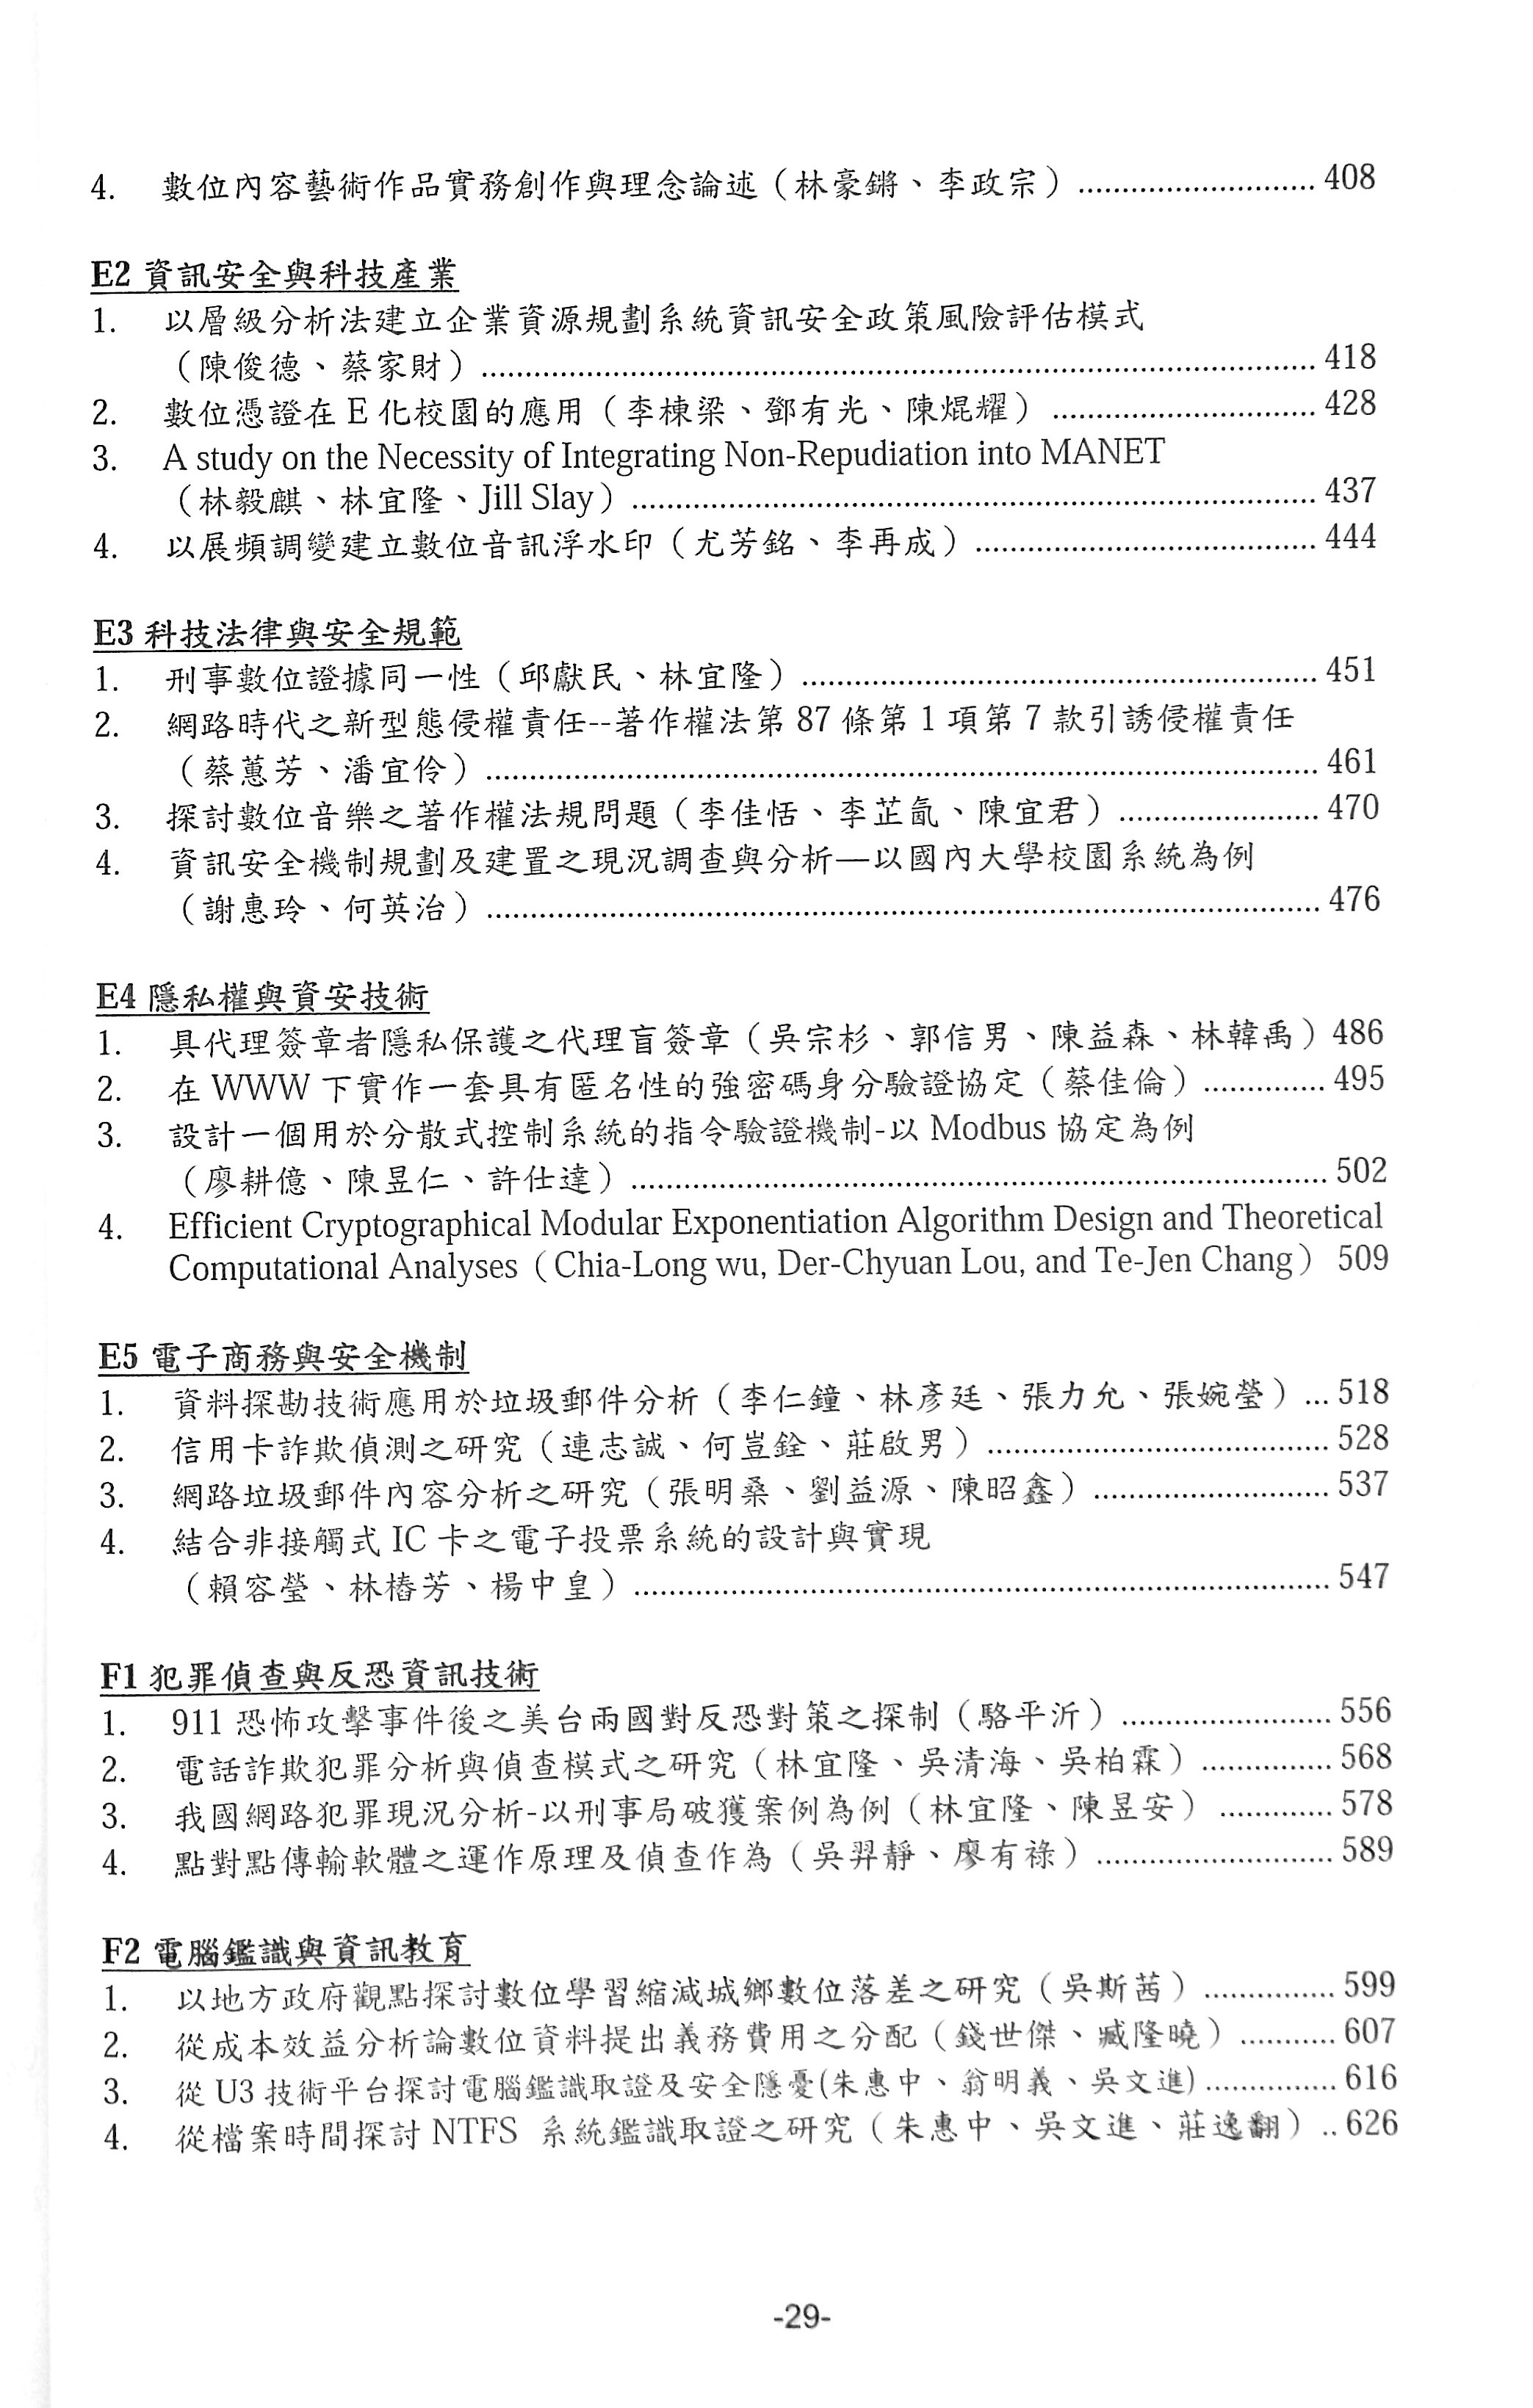 4. 數位內容藝術作品實務創作與理念論述（林豪鏘、李政宗） ........................... 408
E2 資訊安全與科技產業
1. 以層級分析法建立企業資源規劃系統資訊安全政策風險評估模式
（陳俊德、蔡家財） ................................................................................................ 418
2. 數位憑證在 E 化校園的應用（李棟梁、鄧有光、陳焜耀） .............................. 428
3. A study on the Necessity of Integrating Non-Repudiation into MANET
（林毅麒、林宜隆、Jill Slay） ............................................................................... 437
4. 以展頻調變建立數位音訊浮水印（尤芳銘、李再成） ....................................... 444
E3 科技法律與安全規範
1. 刑事數位證據同一性（邱獻民、林宜隆） ........................................................... 451
2. 網路時代之新型態侵權責任--著作權法第 87 條第 1 項第 7 款引誘侵權責任
（蔡蕙芳、潘宜伶） ................................................................................................ 461
3. 探討數位音樂之著作權法規問題（李佳恬、李芷氤、陳宜君） ....................... 470
4. 資訊安全機制規劃及建置之現況調查與分析—以國內大學校園系統為例
（謝惠玲、何英治） ................................................................................................ 476
E4 隱私權與資安技術
1. 具代理簽章者隱私保護之代理盲簽章（吳宗杉、郭信男、陳益森、林韓禹）486
2. 在 WWW 下實作一套具有匿名性的強密碼身分驗證協定（蔡佳倫） .............. 495
3. 設計一個用於分散式控制系統的指令驗證機制-以 Modbus 協定為例
（廖耕億、陳昱仁、許仕達） ................................................................................ 502
4. Efficient Cryptographical Modular Exponentiation Algorithm Design and Theoretical
Computational Analyses（Chia-Long wu, Der-Chyuan Lou, and Te-Jen Chang） 509
E5 電子商務與安全機制
1. 資料探勘技術應用於垃圾郵件分析（李仁鐘、林彥廷、張力允、張婉瑩） ... 518
2. 信用卡詐欺偵測之研究（連志誠、何豈銓、莊啟男） ....................................... 528
3. 網路垃圾郵件內容分析之研究（張明桑、劉益源、陳昭鑫） ........................... 537
4. 結合非接觸式 IC 卡之電子投票系統的設計與實現
（賴容瑩、林樁芳、楊中皇） ................................................................................ 547
F1 犯罪偵查與反恐資訊技術
1. 911 恐怖攻擊事件後之美台兩國對反恐對策之探制（駱平沂） ........................ 556
2. 電話詐欺犯罪分析與偵查模式之研究（林宜隆、吳清海、吳柏霖） ............... 568
3. 我國網路犯罪現況分析-以刑事局破獲案例為例（林宜隆、陳昱安） ............. 578
4. 點對點傳輸軟體之運作原理及偵查作為（吳羿靜、廖有祿） ........................... 589
F2 電腦鑑識與資訊教育
1. 以地方政府觀點探討數位學習縮減城鄉數位落差之研究（吳斯茜） ............... 599
2. 從成本效益分析論數位資料提出義務費用之分配（錢世傑、臧隆曉） ........... 607
3. 從 U3 技術平台探討電腦鑑識取證及安全隱憂(朱惠中、翁明義、吳文進) ............... 616
4. 從檔案時間探討 NTFS 系統鑑識取證之研究（朱惠中、吳文進、莊逸翻） .. 626
-29-